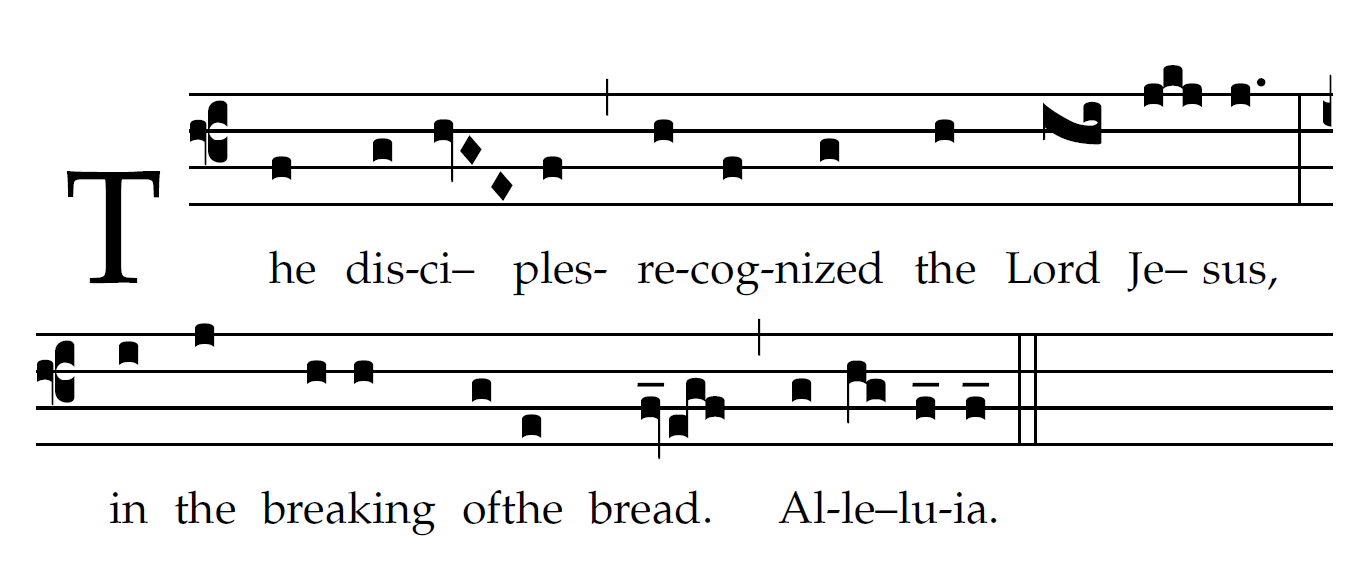 The dis-ci– ples- re-cog-nized the Lord Je– sus,
in the breaking ofthe bread. Al-le–lu-ia.